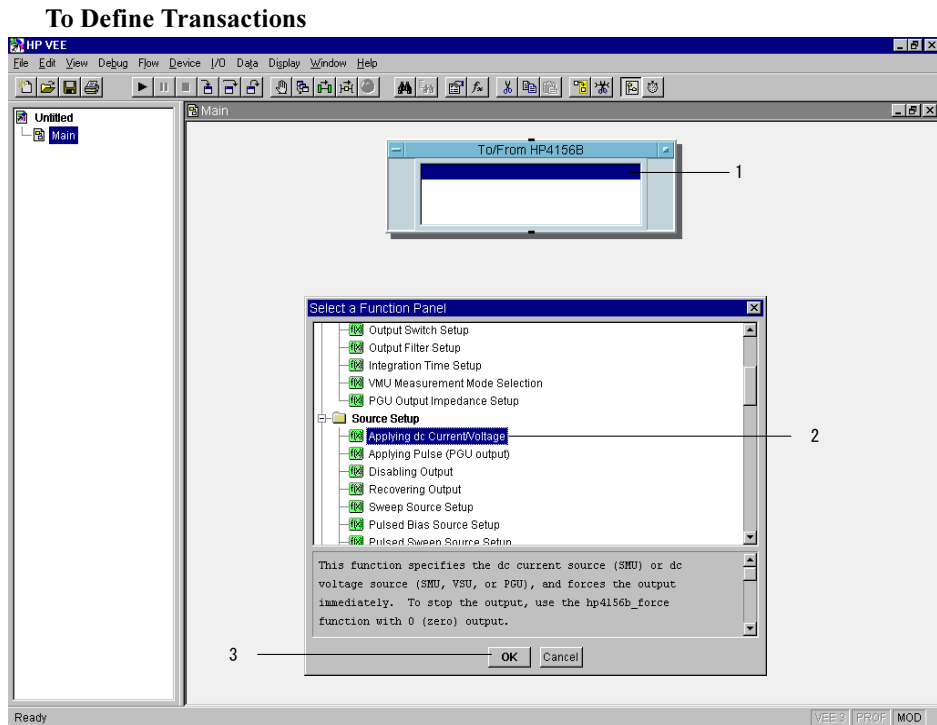 To Define Transactions
HP VEE
File Edit View Debug Flow Device I/O Data Display Window Help
Untitled
Main
Main
To/From HP4156B
1
Select a Function Panel
Output Switch Setup
Output Filter Setup
Integration Time Setup
VMU Measurement Mode Selection
PGU Output Impedance Setup
Source Setup
Applying dc Current/Voltage
2
Applying Pulse (PGU output)
Disabling Output
Recovering Output
Sweep Source Setup
Pulsed Bias Source Setup
Pulsed Sweep Source Setup
This function specifies the dc current source (SMU) or dc
voltage source (SMU, VSU, or PGU), and forces the output
immediately. To stop the output, use the hp4156b_force
function with 0 (zero) output.
3
OK Cancel
Ready
VEE 3 PROF MOD